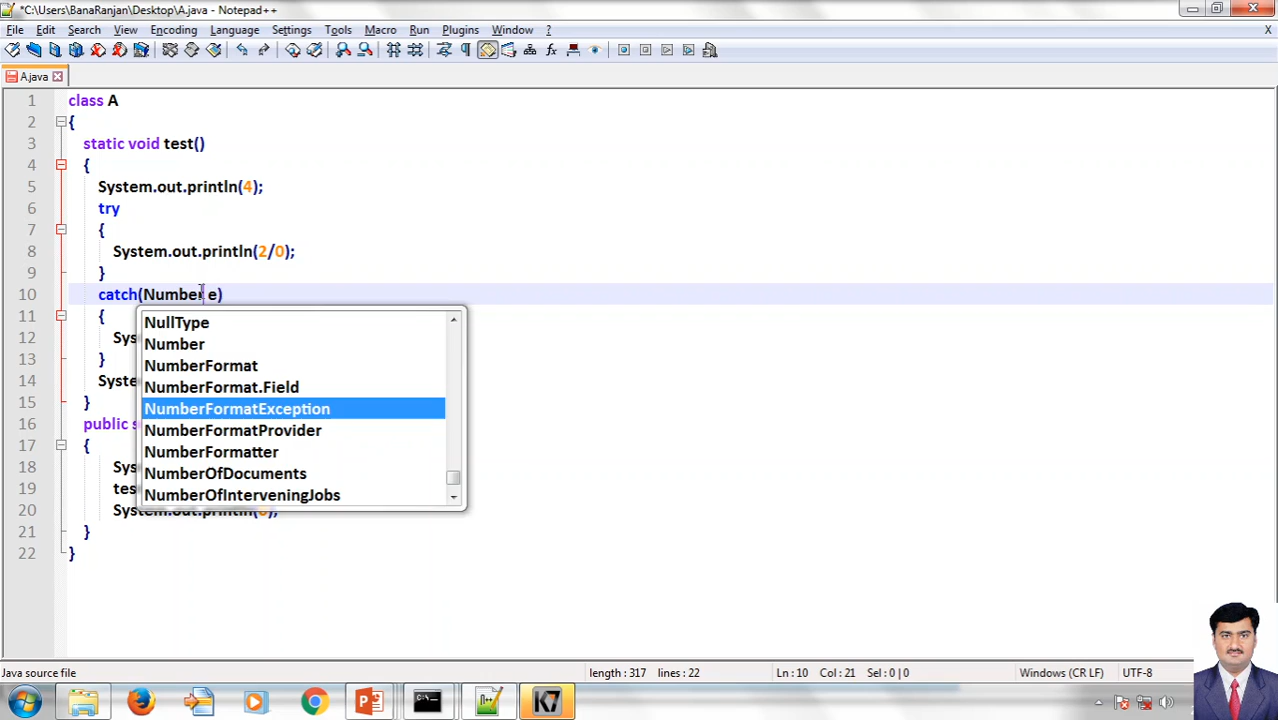 *C:\Users\BanaRanjan\Desktop\A.java - Notepad++
File Edit Search View Encoding Language Settings Tools Macro Run Plugins Window ? X
A.java
1 class A
2 {
3 static void test()
4 {
5 System.out.println(4);
6 try
7 {
8 System.out.println(2/0);
9 }
10 catch(Number e)
11 {
12 Sys
13 }
14 Syste
15 }
16 public s
17 {
18 Sys
19 tes
20 System.out.println(6);
21 }
22 }
NullType
Number
NumberFormat
NumberFormat.Field
NumberFormatException
NumberFormatProvider
NumberFormatter
NumberOfDocuments
NumberOfInterveningJobs
Java source file length : 317 lines : 22 Ln : 10 Col : 21 Sel : 0 | 0 Windows (CR LF) UTF-8